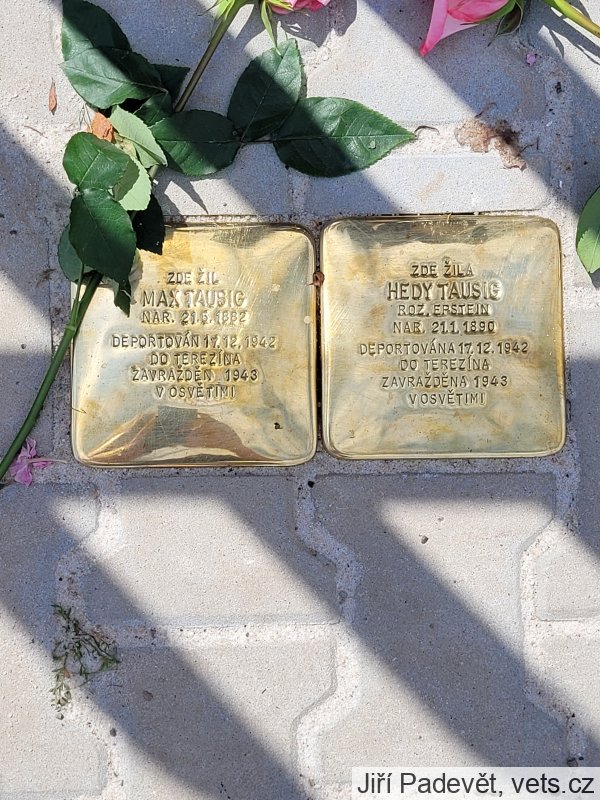 ZDE ŽIL
MAX TAUSIG
NAR. 21.5. 1882
DEPORTOVÁN 17. 12. 1942
DO TEREZÍNA
ZAVRAŽDĚN 1943
V OSVĚTIMI
ZDE ŽILA
HEDY TAUSIG
ROZ. EPSTEIN
NAR. 21.1. 1890
DEPORTOVÁNA 17. 12. 1942
DO TEREZÍNA
ZAVRAŽDĚNA 1943
V OSVĚTIMI
Jiří Padevět, vets.cz